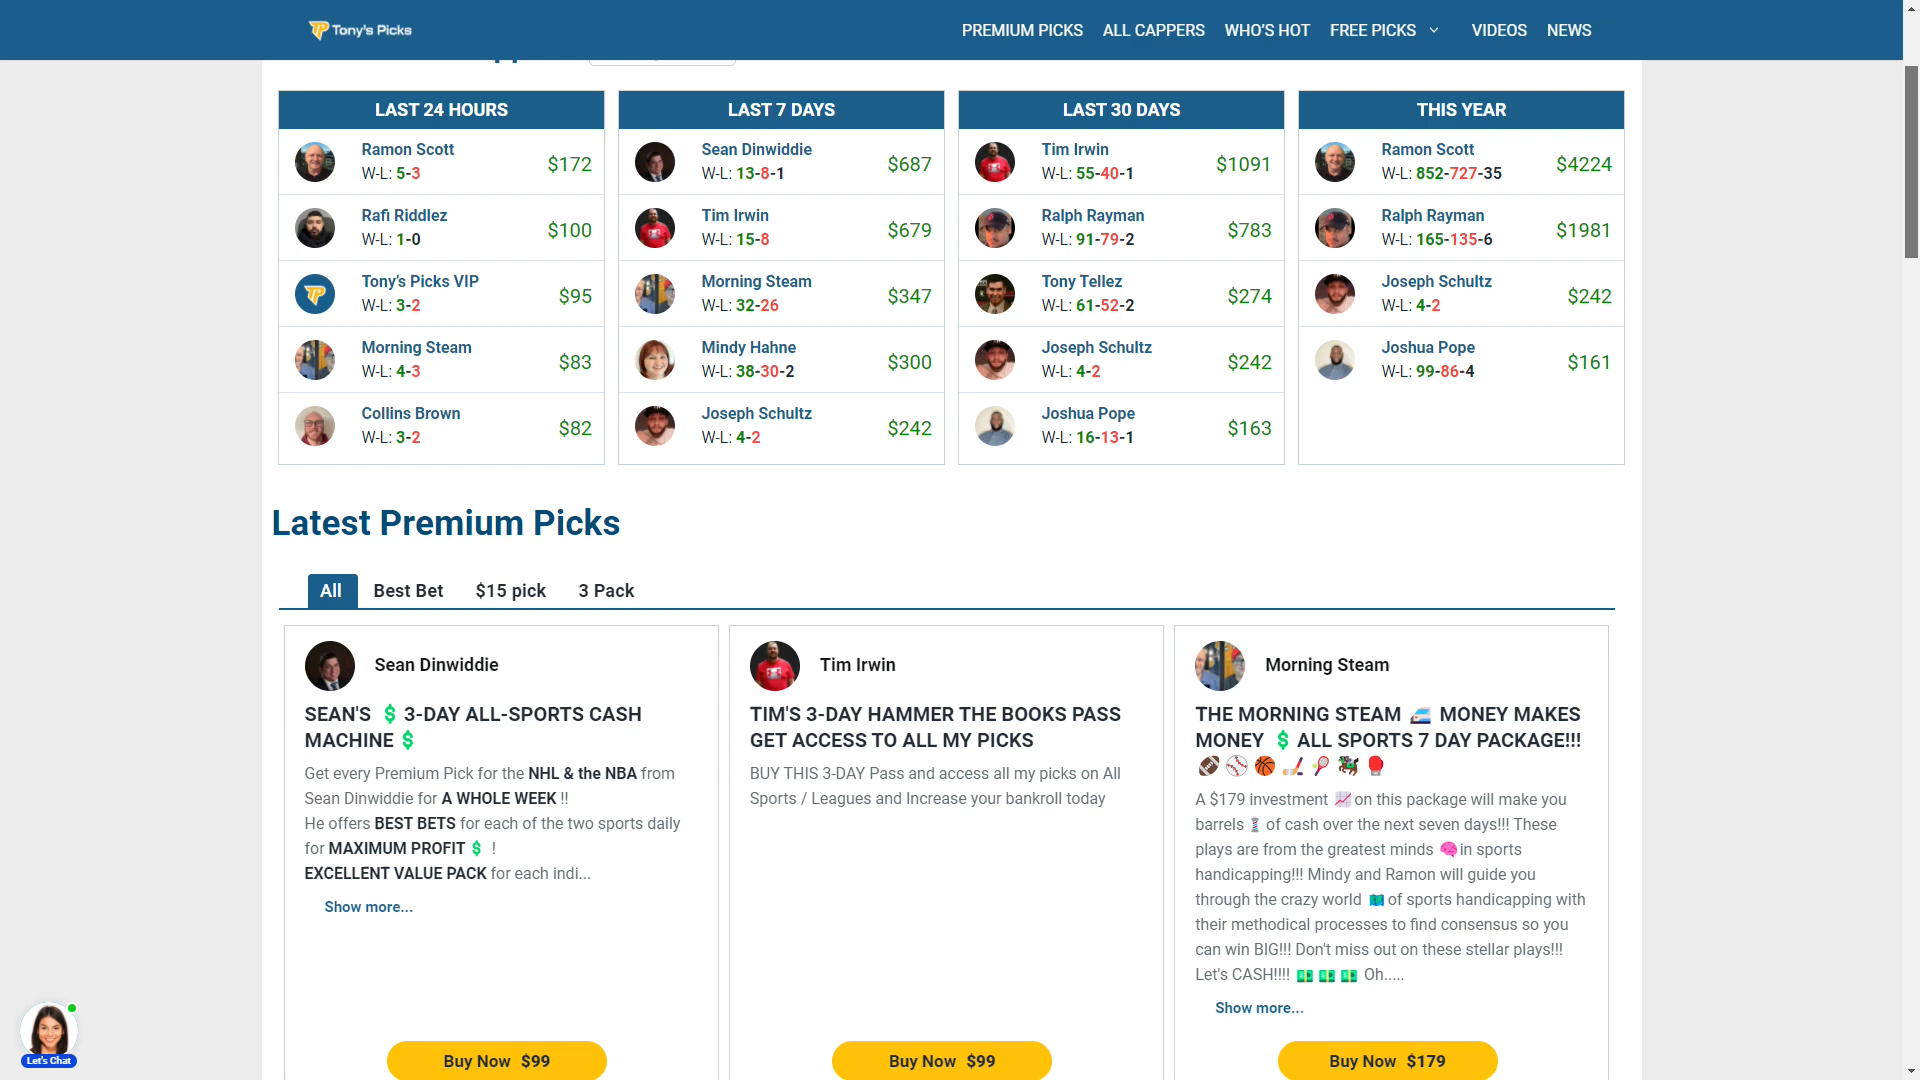 Tony's Picks
PREMIUM PICKS
ALL CAPPERS
WHO'S HOT
FREE PICKS
VIDEOS
NEWS
LAST 24 HOURS
Ramon Scott
W-L: 5-3
$172
Rafi Riddlez
W-L: 1-0
$100
Tony's Picks VIP
W-L: 3-2
$95
Morning Steam
W-L: 4-3
$83
Collins Brown
W-L: 3-2
$82
LAST 7 DAYS
Sean Dinwiddie
W-L: 13-8-1
$687
Tim Irwin
W-L: 15-8
$679
Morning Steam
W-L: 32-26
$347
Mindy Hahne
W-L: 38-30-2
$300
Joseph Schultz
W-L: 4-2
$242
LAST 30 DAYS
Tim Irwin
W-L: 55-40-1
$1091
Ralph Rayman
W-L: 91-79-2
$783
Tony Tellez
W-L: 61-52-2
$274
Joseph Schultz
W-L: 4-2
$242
Joshua Pope
W-L: 16-13-1
$163
THIS YEAR
Ramon Scott
W-L: 852-727-35
$4224
Ralph Rayman
W-L: 165-135-6
$1981
Joseph Schultz
W-L: 4-2
$242
Joshua Pope
W-L: 99-86-4
$161
Latest Premium Picks
All
Best Bet
$15 pick
3 Pack
Sean Dinwiddie
SEAN'S 💲3-DAY ALL-SPORTS CASH
MACHINE💲
Get every Premium Pick for the NHL & the NBA from
Sean Dinwiddie for A WHOLE WEEK !!
He offers BEST BETS for each of the two sports daily
for MAXIMUM PROFIT💲 !
EXCELLENT VALUE PACK for each indi...
Show more...
Buy Now $99
Tim Irwin
TIM'S 3-DAY HAMMER THE BOOKS PASS
GET ACCESS TO ALL MY PICKS
BUY THIS 3-DAY Pass and access all my picks on All
Sports / Leagues and Increase your bankroll today
Buy Now $99
Morning Steam
THE MORNING STEAM 🚅 MONEY MAKES
MONEY 💲ALL SPORTS 7 DAY PACKAGE!!!
🏈⚾🏀🏒🎾🏇🥊
A $179 investment 📈on this package will make you
barrels 💈of cash over the next seven days!!! These
plays are from the greatest minds 🧠in sports
handicapping!!! Mindy and Ramon will guide you
through the crazy world 🗺of sports handicapping with
their methodical processes to find consensus so you
can win BIG!!! Don't miss out on these stellar plays!!!
Let's CASH!!!! 💵💵💵 Oh.....
Show more...
Buy Now $179
Let's Chat